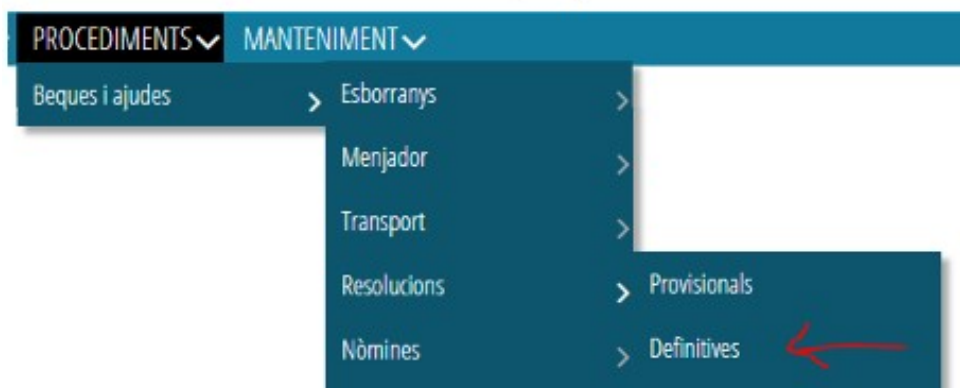 PROCEDIMENTS MANTENIMENT
Beques i ajudes
Esborranys
Menjador
Transport
Resolucions
Nòmines
Provisionals
Definitives